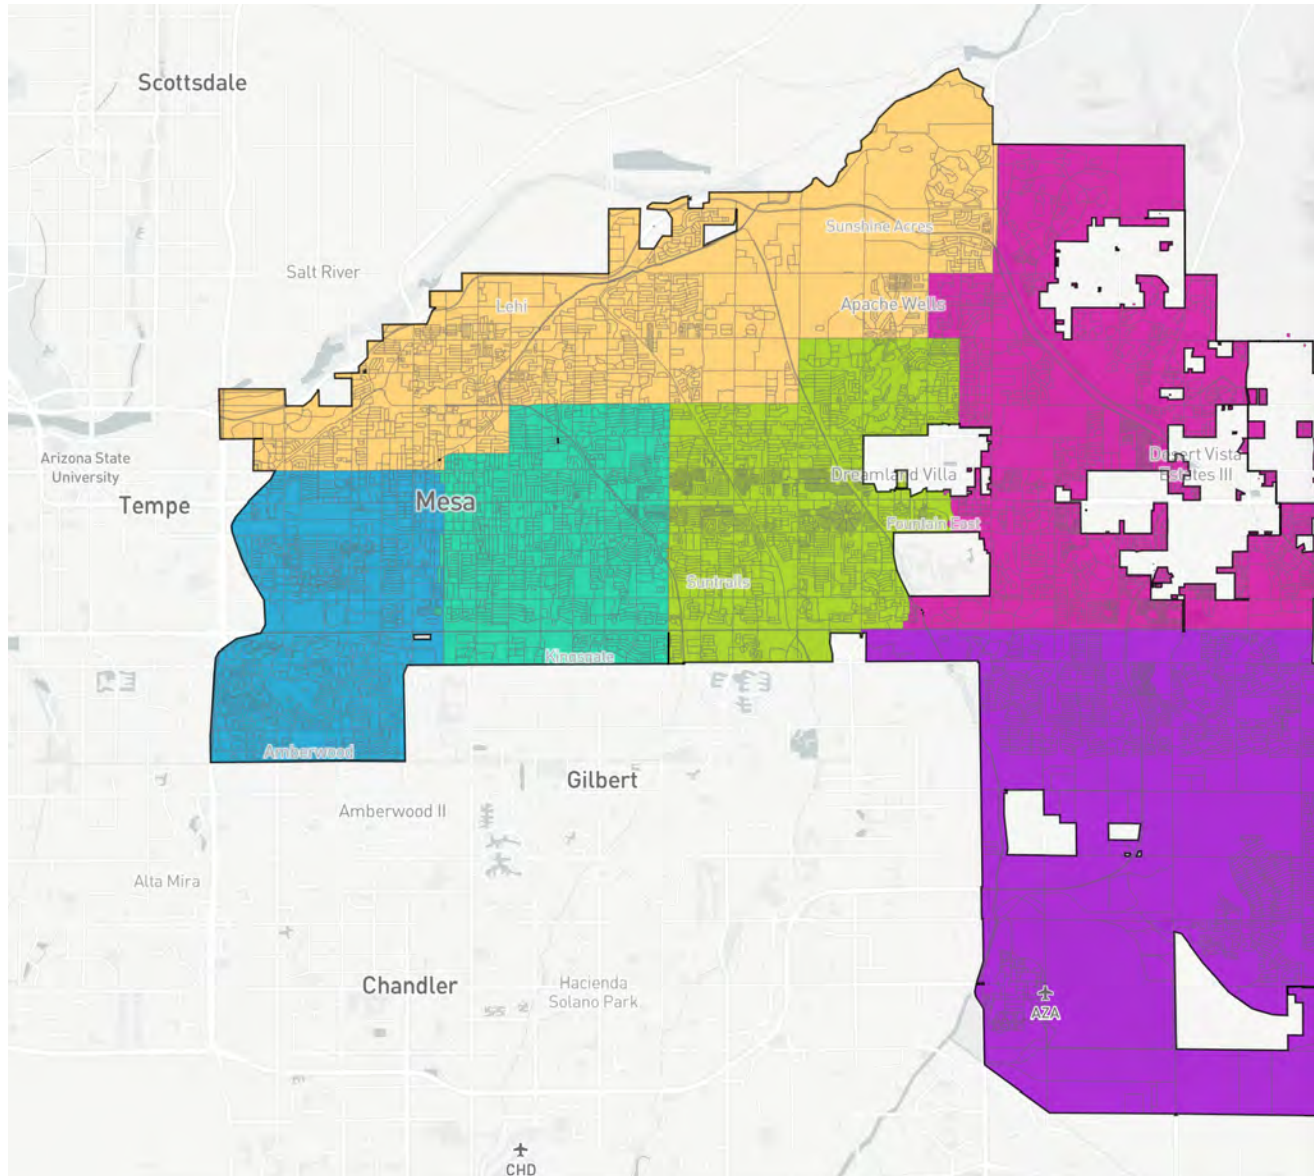 Scottsdale
Sunshine Acres
Salt River
Lehi
Apache Wells
Arizona State
University
Desert Vista
Estates III
Dreamland Villa
Tempe
Mesa
Fountain East
Suntrails
Kingsgate
Amberwood
Gilbert
Amberwood II
Alta Mira
Chandler
Hacienda
Solano Park
AZA
CHD